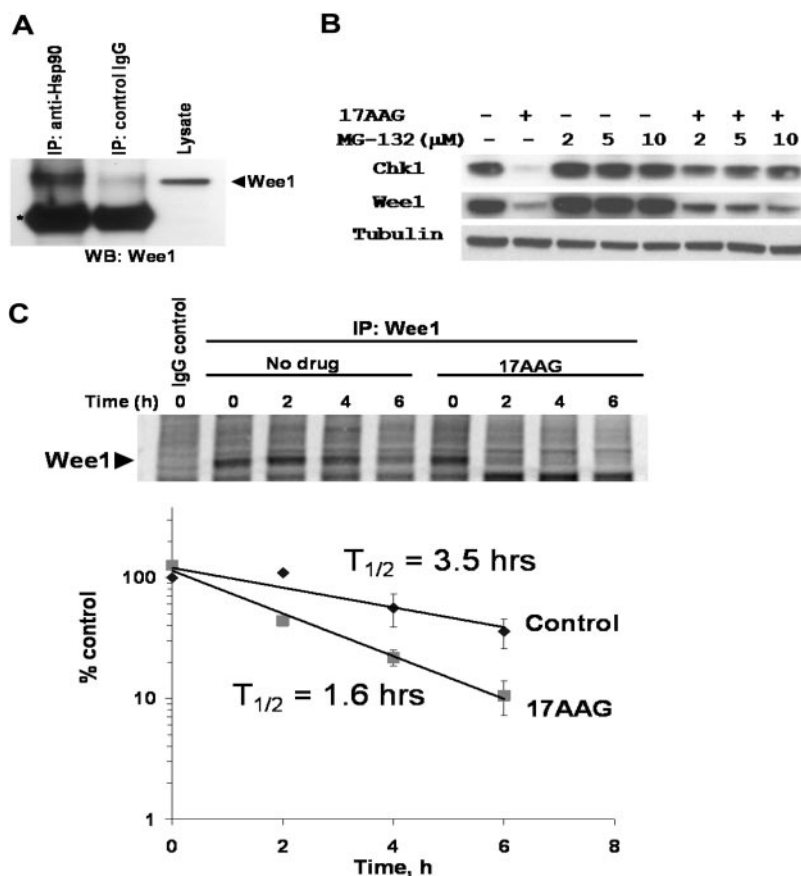 A
IP: anti-Hsp90
IP: control IgG
Lysate
◄Wee1
*
WB: Wee1
B
17AAG - + - - - + + +
MG-132 (μM) - - 2 5 10 2 5 10
Chk1
Wee1
Tubulin
C
IgG control
IP: Wee1
No drug 17AAG
Time (h) 0 0 2 4 6 0 2 4 6
Wee1►
% control
100
10
1
T1/2 = 3.5 hrs
Control
T1/2 = 1.6 hrs
17AAG
0 2 4 6 8
Time, h